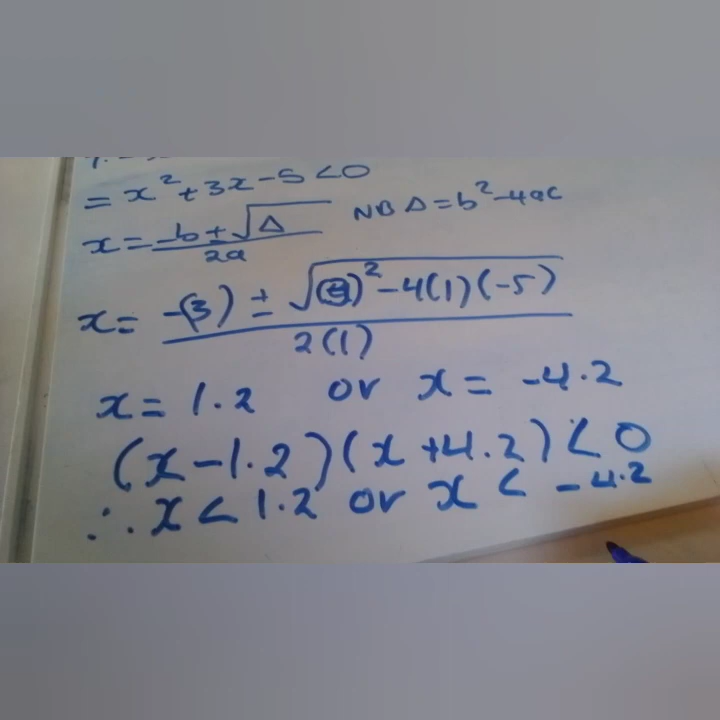 = x² + 3x - 5 < 0
x = -b ± √Δ / 2a NB Δ = b² - 4ac
x = -(3) ± √(3)² - 4(1)(-5) / 2(1)
x = 1.2 or x = -4.2
(x - 1.2)(x + 4.2) < 0
∴ x < 1.2 or x < -4.2